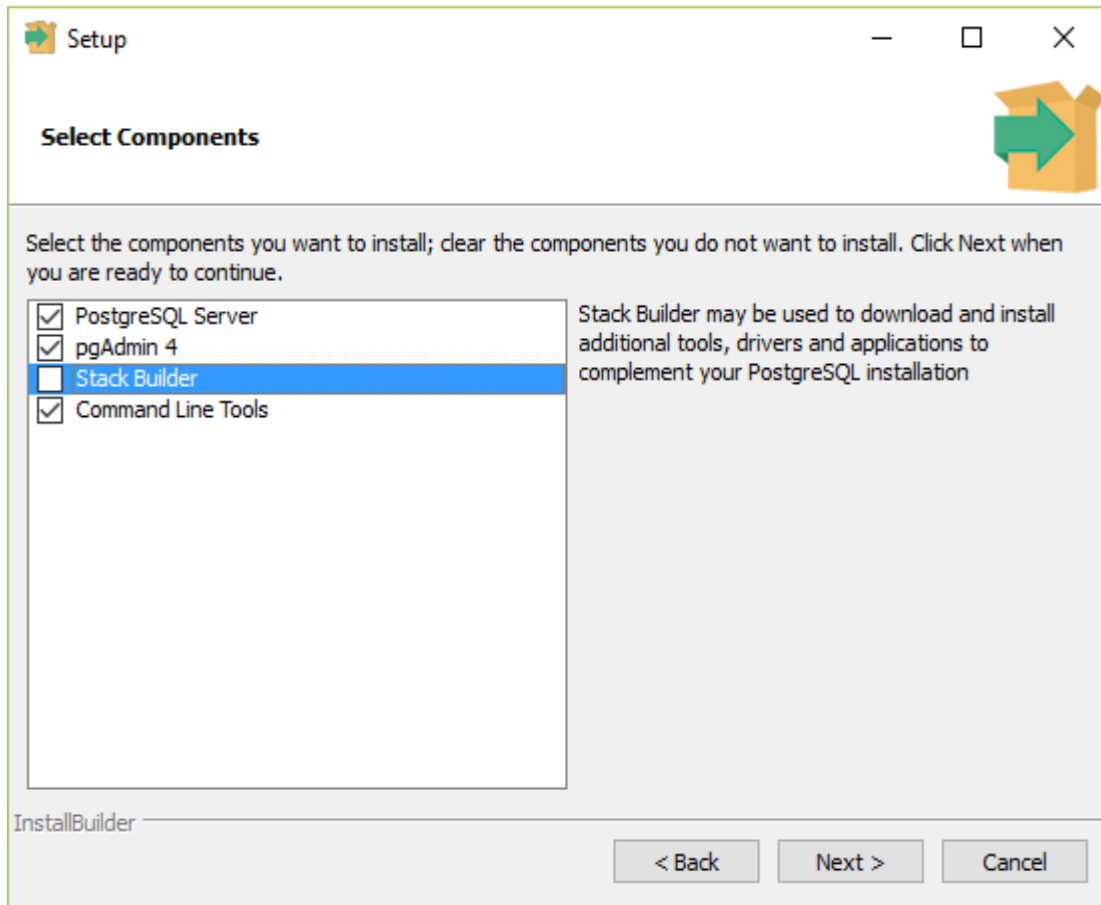 Setup
Select Components
Select the components you want to install; clear the components you do not want to install. Click Next when
you are ready to continue.
PostgreSQL Server
pgAdmin 4
Stack Builder
Command Line Tools
Stack Builder may be used to download and install
additional tools, drivers and applications to
complement your PostgreSQL installation
InstallBuilder
< Back
Next >
Cancel